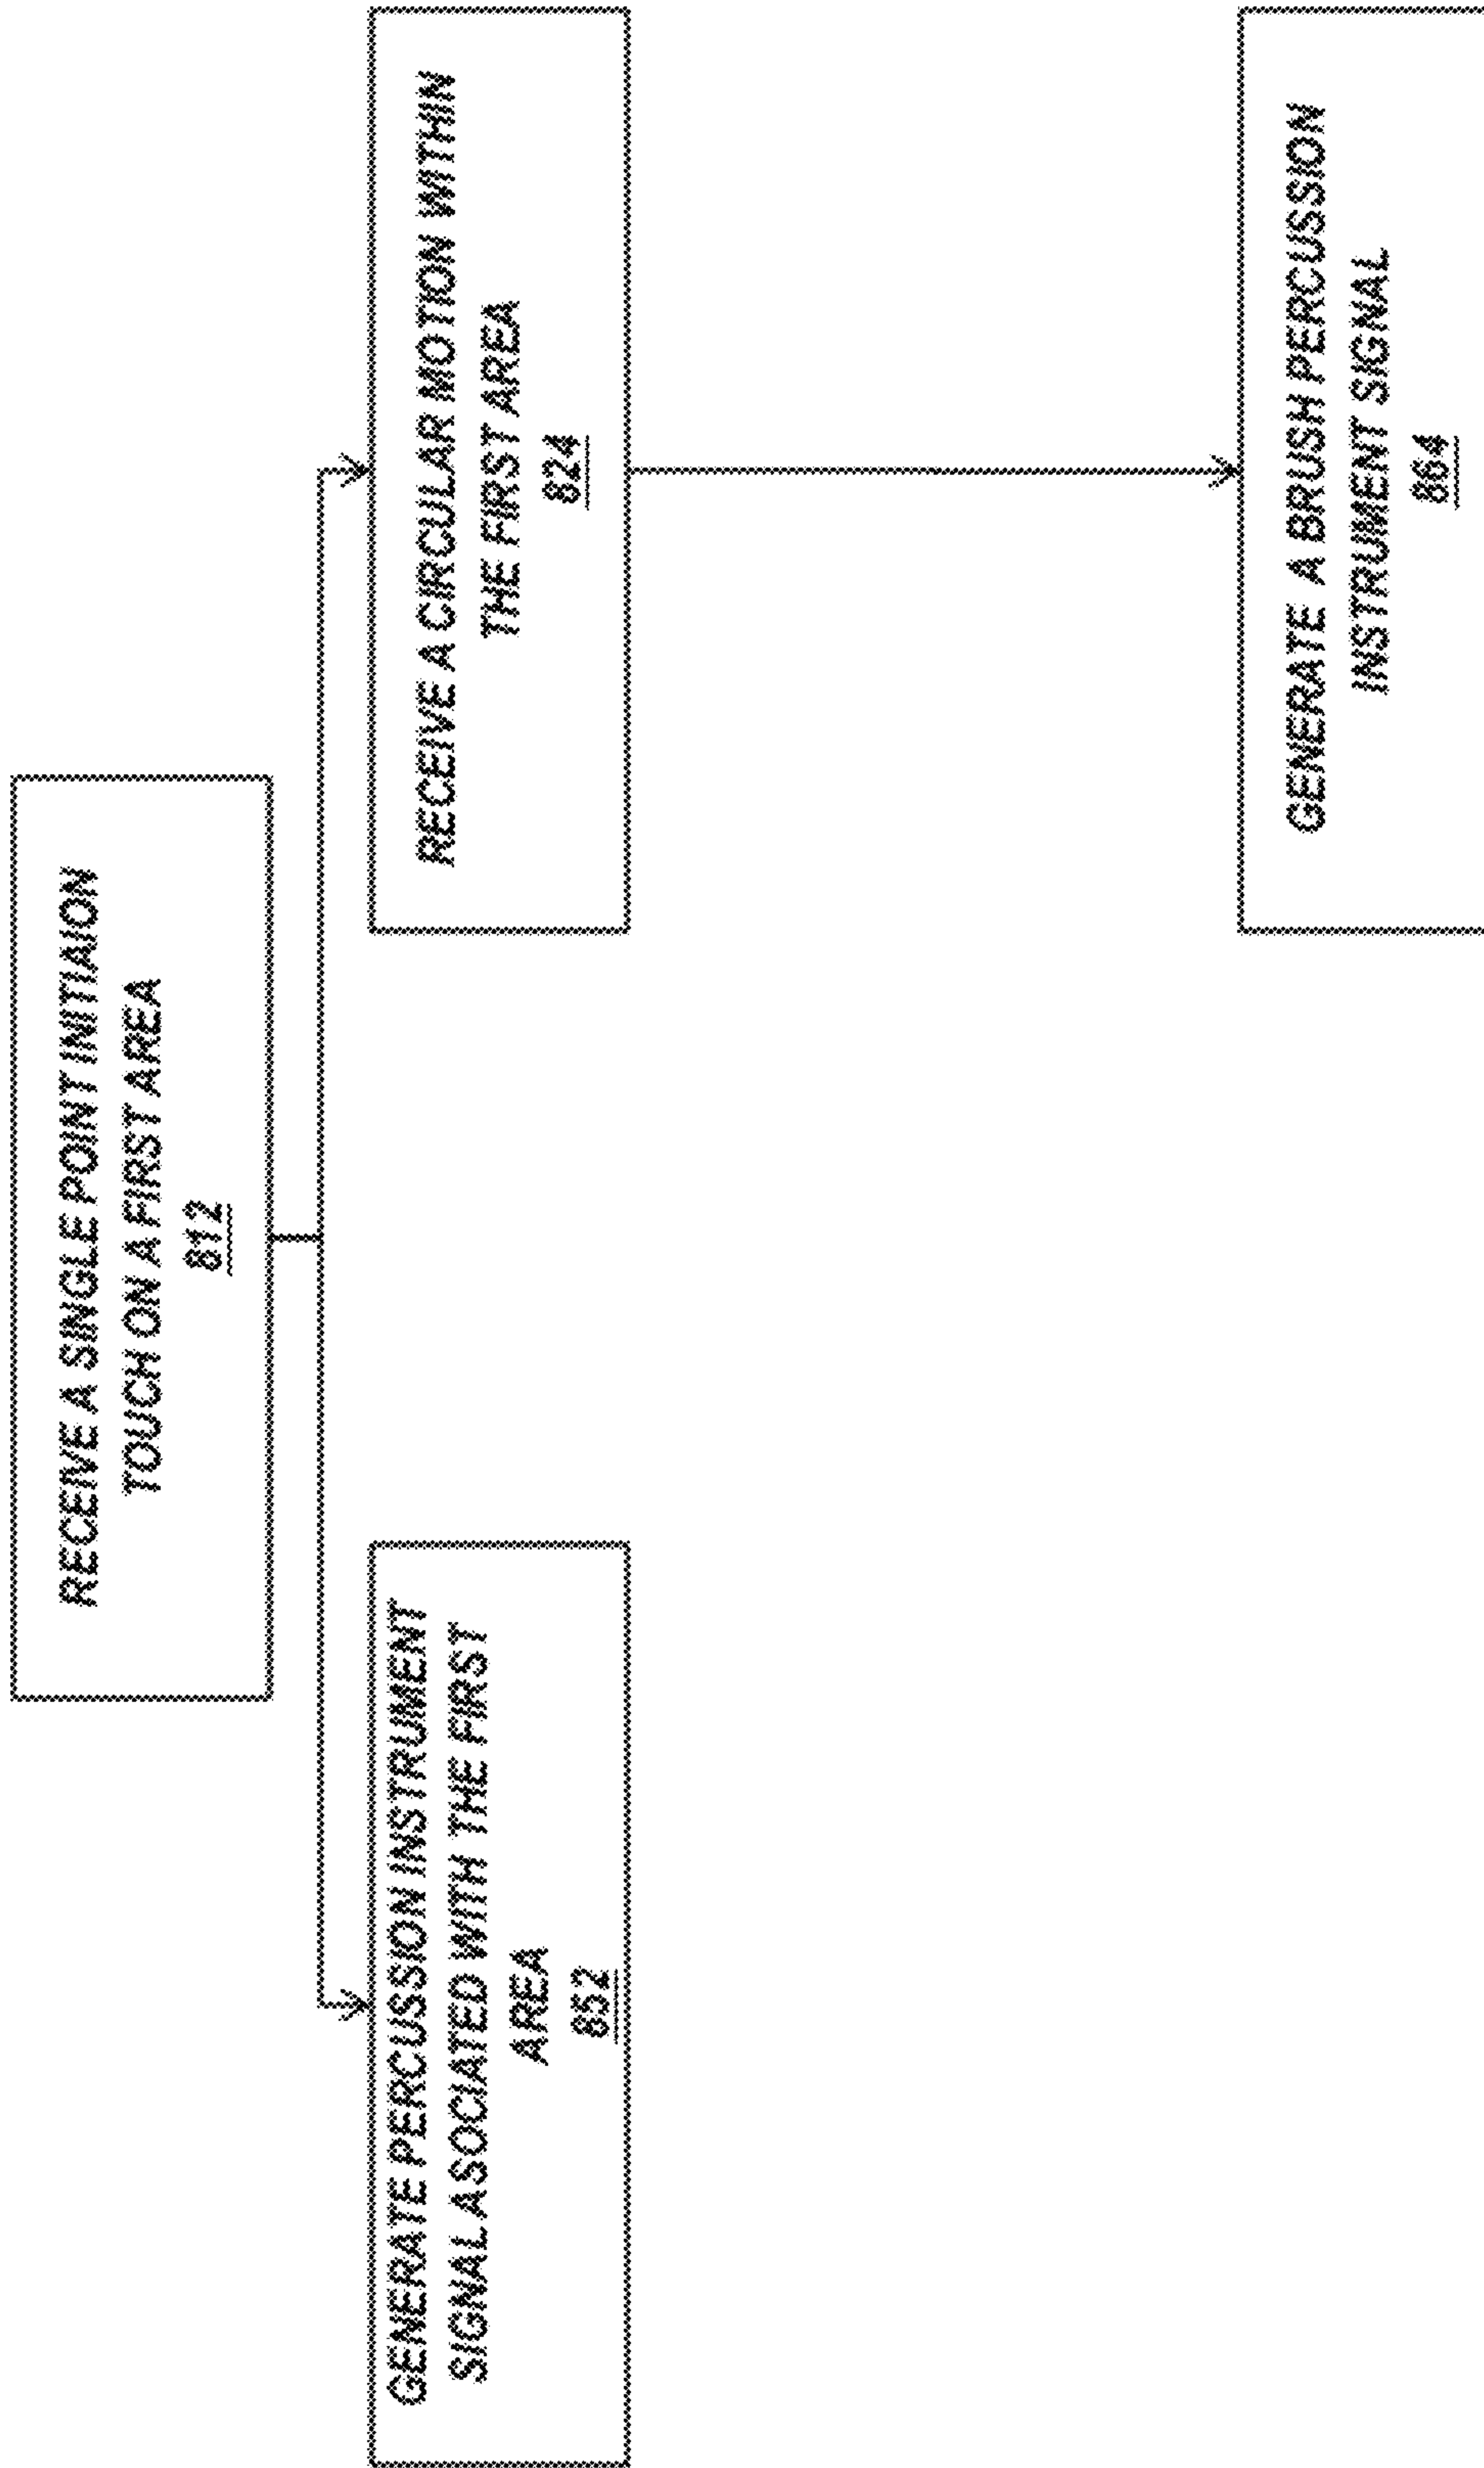 RECEIVE A SINGLE POINT INITIAION
TOUCH ON A FIRST AREA
812
GENERATE PERCUSSION INSTRUMENT
SIGNAL ASOCIATED WITH THE FIRST
AREA
852
RECEIVE A CIRCULAR MOTION WITHIN
THE FIRST AREA
824
GENERATE A BRUSH PERCUSSION
INSTRUMENT SIGNAL
864